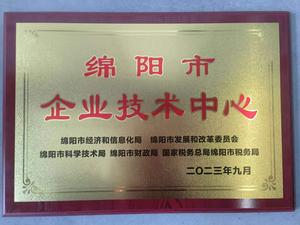 绵阳市
企业技术中心
绵阳市经济和信息化局 绵阳市发展和改革委员会
绵阳市科学技术局 绵阳市财政局 国家税务总局绵阳市税务局
二〇二三年九月